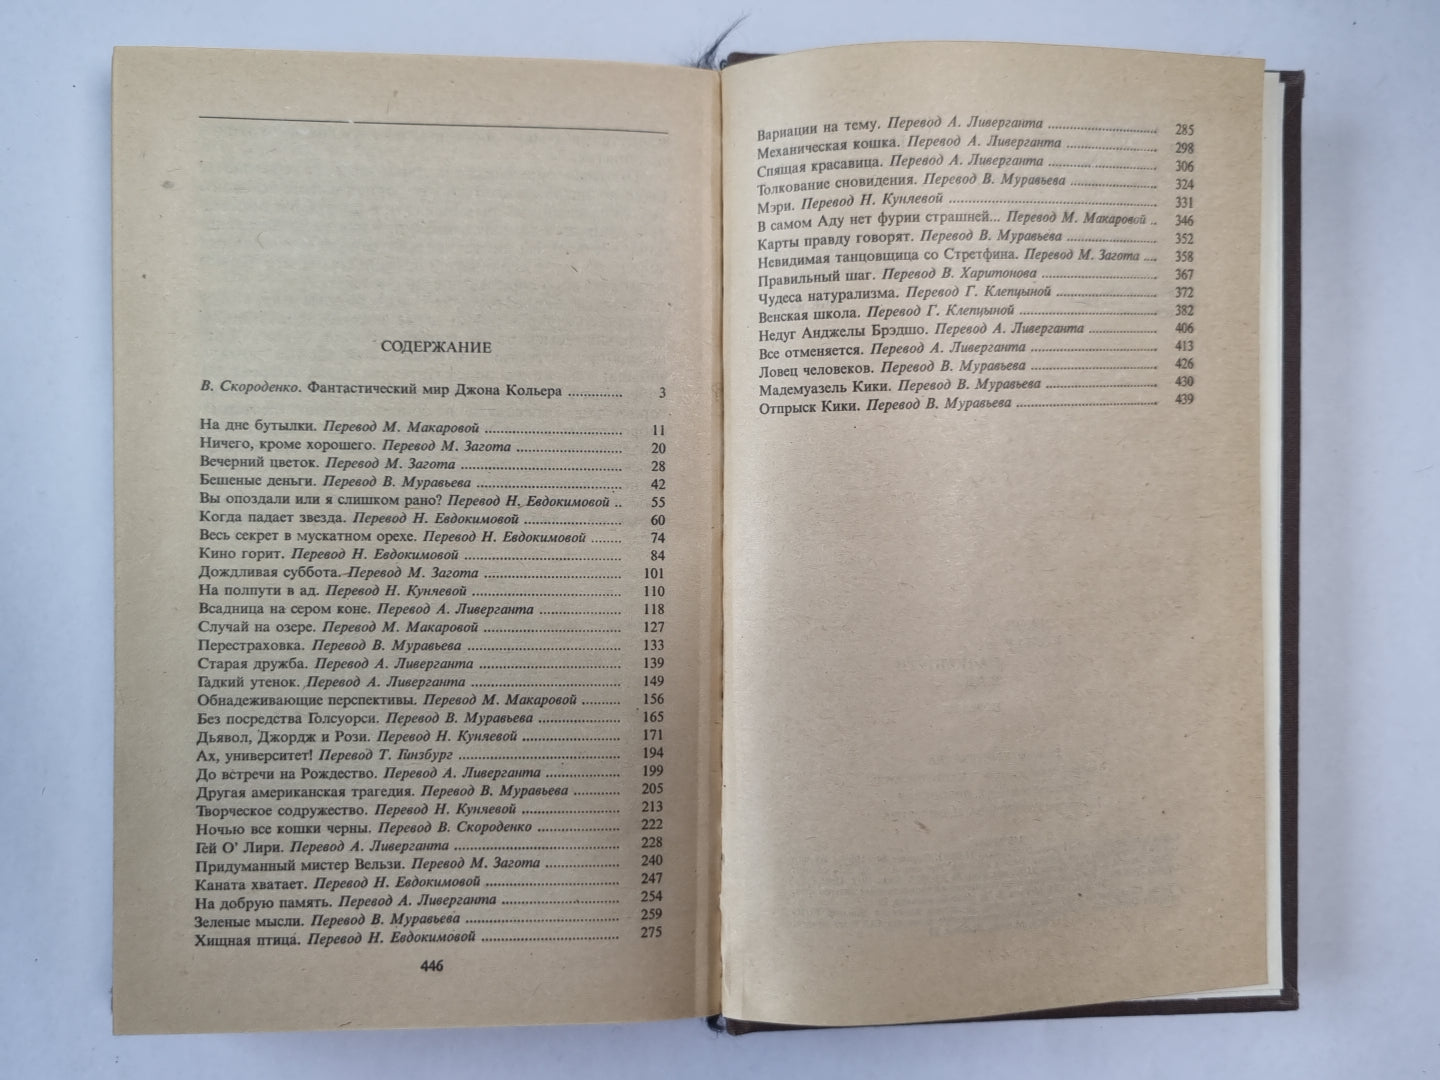 СОДЕРЖАНИЕ
В. Скороденко. Фантастический мир Джона Кольера ............. 3
На дне бутылки. Перевод М. Макаровой ................................ 11
Ничего, кроме хорошего. Перевод М. Загота ......................... 20
Вечерний цветок. Перевод М. Загота ..................................... 28
Бешеные деньги. Перевод В. Муравьева .................................. 42
Вы опоздали или я слишком рано? Перевод Н. Евдокимовой .. 55
Когда падает звезда. Перевод Н. Евдокимовой ....................... 60
Весь секрет в мускатном орехе. Перевод Н. Евдокимовой ....... 74
Кино горит. Перевод Н. Евдокимовой ..................................... 84
Дождливая суббота. Перевод М. Загота ................................ 101
На полпути в ад. Перевод Н. Куняевой ................................... 110
Всадница на сером коне. Перевод А. Ливерганта ................... 118
Случай на озере. Перевод М. Макаровой ................................ 127
Перестраховка. Перевод В. Муравьева .................................... 133
Старая дружба. Перевод А. Ливерганта .................................. 139
Гадкий утенок. Перевод А. Ливерганта ................................... 149
Обнадеживающие перспективы. Перевод М. Макаровой ......... 156
Без посредства Голсуорси. Перевод В. Муравьева ................... 165
Дьявол, Джордж и Рози. Перевод Н. Куняевой ........................ 171
Ах, университет! Перевод Т. Гинзбург ...................................... 194
До встречи на Рождество. Перевод А. Ливерганта .................. 199
Другая американская трагедия. Перевод В. Муравьева ............ 205
Творческое содружество. Перевод Н. Куняевой ........................ 213
Ночью все кошки черны. Перевод В. Скороденко .................... 222
Гей О' Лири. Перевод А. Ливерганта ........................................ 228
Придуманный мистер Вельзи. Перевод М. Загота ................... 240
Каната хватает. Перевод Н. Евдокимовой ................................ 247
На добрую память. Перевод А. Ливерганта ............................. 254
Зеленые мысли. Перевод В. Муравьева ..................................... 259
Хищная птица. Перевод Н. Евдокимовой .................................. 275
446
Вариации на тему. Перевод А. Ливерганта ............................. 285
Механическая кошка. Перевод А. Ливерганта ........................ 298
Спящая красавица. Перевод А. Ливерганта ............................. 306
Толкование сновидения. Перевод В. Муравьева ....................... 324
Мэри. Перевод Н. Куняевой ....................................................... 331
В самом Аду нет фурии страшней... Перевод М. Макаровой .. 346
Карты правду говорят. Перевод В. Муравьева ......................... 352
Невидимая танцовщица со Стретфина. Перевод М. Загота .... 358
Правильный шаг. Перевод В. Харитонова ............................... 367
Чудеса натурализма. Перевод Г. Клепцыной ............................ 372
Венская школа. Перевод Г. Клепцыной ..................................... 382
Недуг Анджелы Брэдшо. Перевод А. Ливерганта .................... 406
Все отменяется. Перевод А. Ливерганта .................................. 413
Ловец человеков. Перевод В. Муравьева ................................... 426
Мадемуазель Кики. Перевод В. Муравьева ............................... 430
Отпрыск Кики. Перевод В. Муравьева ...................................... 439